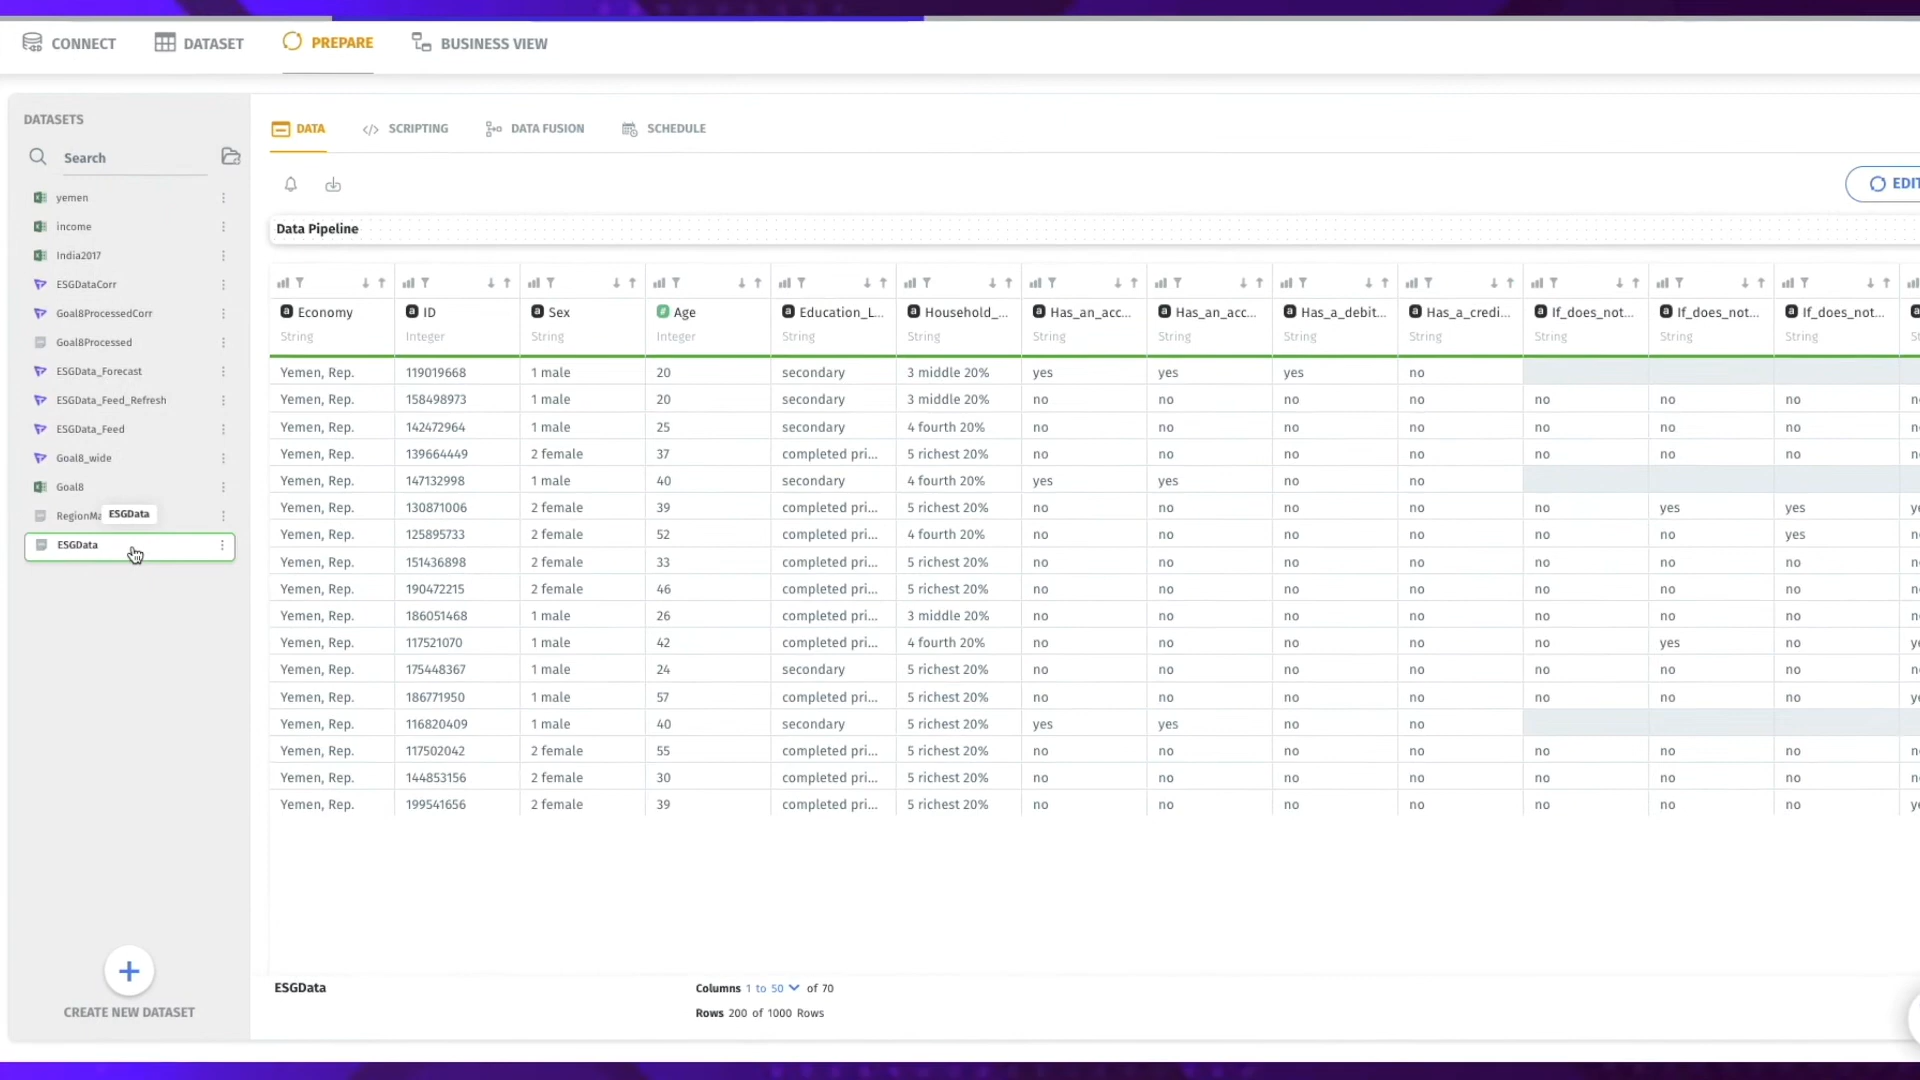 CONNECT DATASET PREPARE BUSINESS VIEW
DATASETS
Search
yemen
income
India2017
ESGDataCorr
Goal8ProcessedCorr
Goal8Processed
ESGData_Forecast
ESGData_Feed_Refresh
ESGData_Feed
Goal8_wide
Goal8
RegionMa
ESGData
ESGData
CREATE NEW DATASET
DATA SCRIPTING DATA FUSION SCHEDULE
EDIT
Data Pipeline
Economy ID Sex Age Education_L... Household_... Has_an_acc... Has_an_acc... Has_a_debit... Has_a_credi... If_does_not... If_does_not... If_does_not...
String Integer String Integer String String String String String String String String String
Yemen, Rep. 119019668 1 male 20 secondary 3 middle 20% yes yes yes no
Yemen, Rep. 158498973 1 male 20 secondary 3 middle 20% no no no no no no no
Yemen, Rep. 142472964 1 male 25 secondary 4 fourth 20% no no no no no no no
Yemen, Rep. 139664449 2 female 37 completed pri... 5 richest 20% no no no no no no no
Yemen, Rep. 147132998 1 male 40 secondary 4 fourth 20% yes yes no no
Yemen, Rep. 130871006 2 female 39 completed pri... 5 richest 20% no no no no no yes yes
Yemen, Rep. 125895733 2 female 52 completed pri... 4 fourth 20% no no no no no no yes
Yemen, Rep. 151436898 2 female 33 completed pri... 5 richest 20% no no no no no no no
Yemen, Rep. 190472215 2 female 46 completed pri... 5 richest 20% no no no no no no no
Yemen, Rep. 186051468 1 male 26 completed pri... 3 middle 20% no no no no no no no
Yemen, Rep. 117521070 1 male 42 completed pri... 4 fourth 20% no no no no no yes no
Yemen, Rep. 175448367 1 male 24 secondary 5 richest 20% no no no no no no no
Yemen, Rep. 186771950 1 male 57 completed pri... 5 richest 20% no no no no no no no
Yemen, Rep. 116820409 1 male 40 secondary 5 richest 20% yes yes no no
Yemen, Rep. 117502042 2 female 55 completed pri... 5 richest 20% no no no no no no no
Yemen, Rep. 144853156 2 female 30 completed pri... 5 richest 20% no no no no no no no
Yemen, Rep. 199541656 2 female 39 completed pri... 5 richest 20% no no no no no no no
ESGData
Columns 1 to 50 of 70
Rows 200 of 1000 Rows